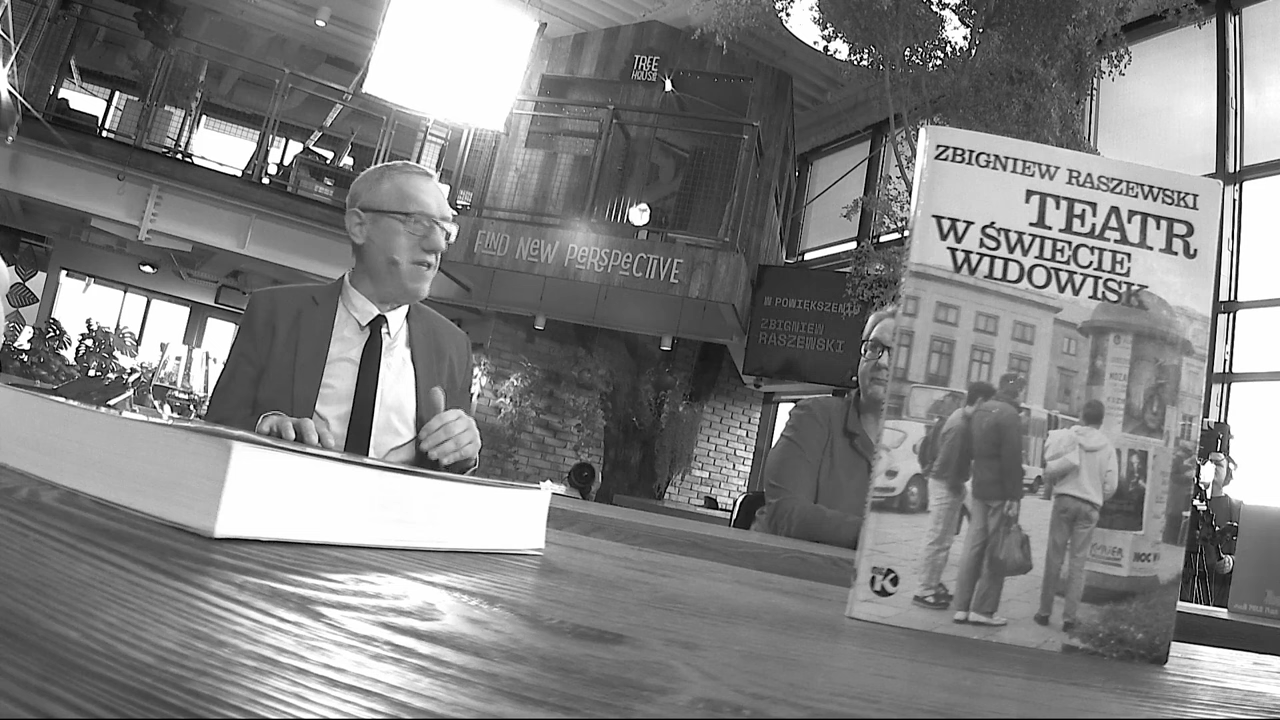 TREE
HOUSE
FIND NEW PERSPECTIVE
W POWIĘKSZENIU
ZBIGNIEW
RASZEWSKI
ZBIGNIEW RASZEWSKI
TEATR
W ŚWIECIE
WIDOWISK
K